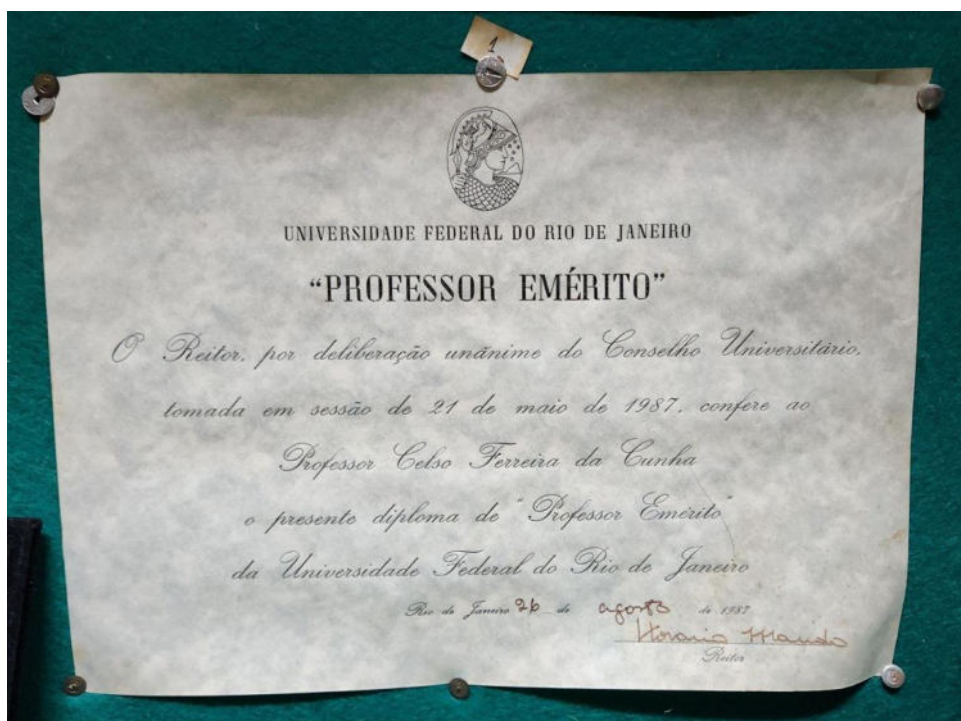 1
UNIVERSIDADE FEDERAL DO RIO DE JANEIRO
“PROFESSOR EMÉRITO”
O Reitor, por deliberação unânime do Conselho Universitário,
tomada em sessão de 21 de maio de 1987, confere ao
Professor Celso Ferreira da Cunha
o presente diploma de "Professor Emérito"
da Universidade Federal do Rio de Janeiro
Rio de Janeiro 26 de agosto de 1987
Reitor